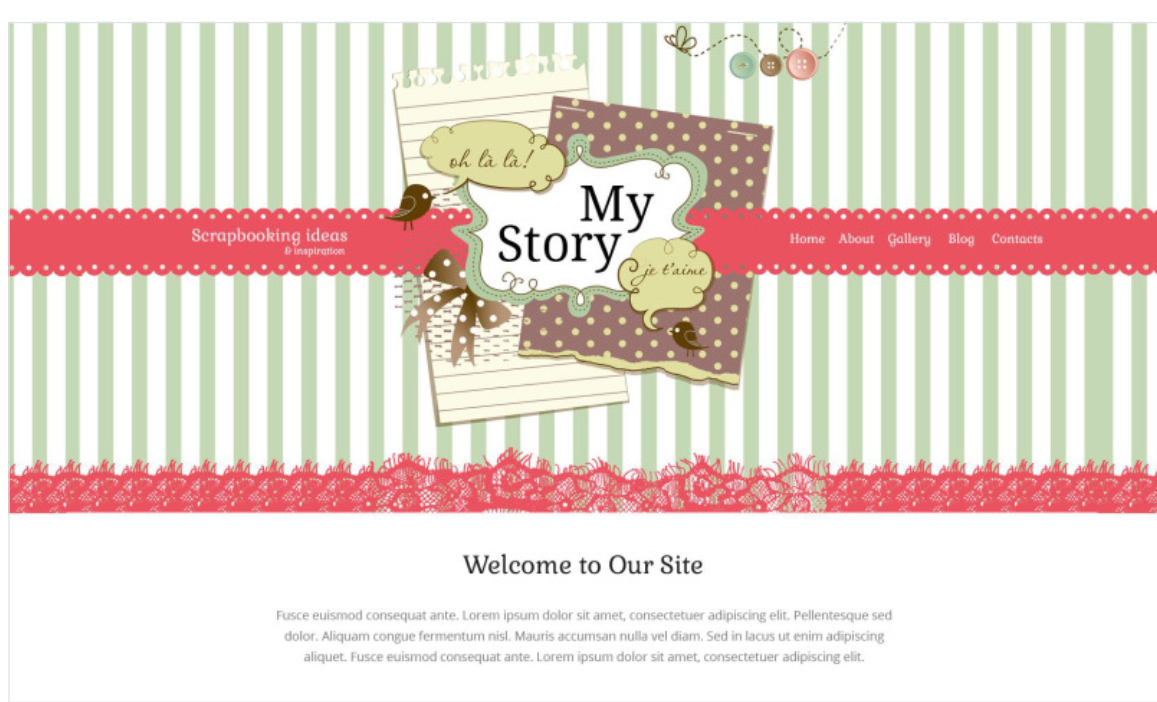 oh là là!
My
Story
Scrapbooking ideas
& inspiration
Home About Gallery Blog Contacts
je t'aime
Welcome to Our Site
Fusce euismod consequat ante. Lorem ipsum dolor sit amet, consectetuer adipiscing elit. Pellentesque sed
dolor. Aliquam congue fermentum nisl. Mauris accumsan nulla vel diam. Sed in lacus ut enim adipiscing
aliquet. Fusce euismod consequat ante. Lorem ipsum dolor sit amet, consectetuer adipiscing elit.